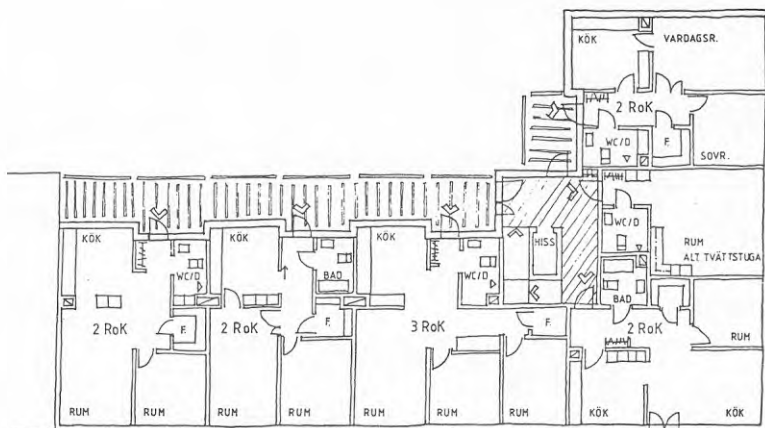 KÖK
VARDAGSR.
2 RoK
WC/D
F.
SOVR.
KÖK
WC/D
KÖK
BAD
KÖK
WC/D
HISS
WC/D
RUM
ALT. TVÄTTSTUGA
BAD
2 RoK
F.
2 RoK
F.
3 RoK
F.
2 RoK
RUM
RUM
RUM
RUM
RUM
RUM
RUM
RUM
KÖK
KÖK